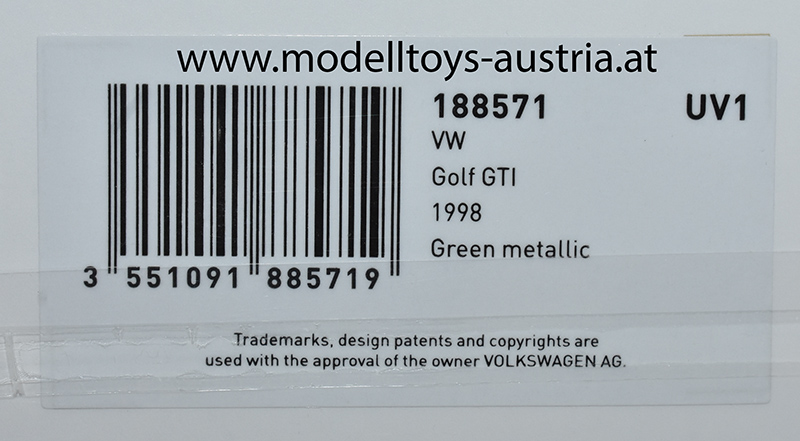 www.modelltoys-austria.at
188571 UV1
VW
Golf GTI
1998
Green metallic
3 551091 885719
Trademarks, design patents and copyrights are
used with the approval of the owner VOLKSWAGEN AG.